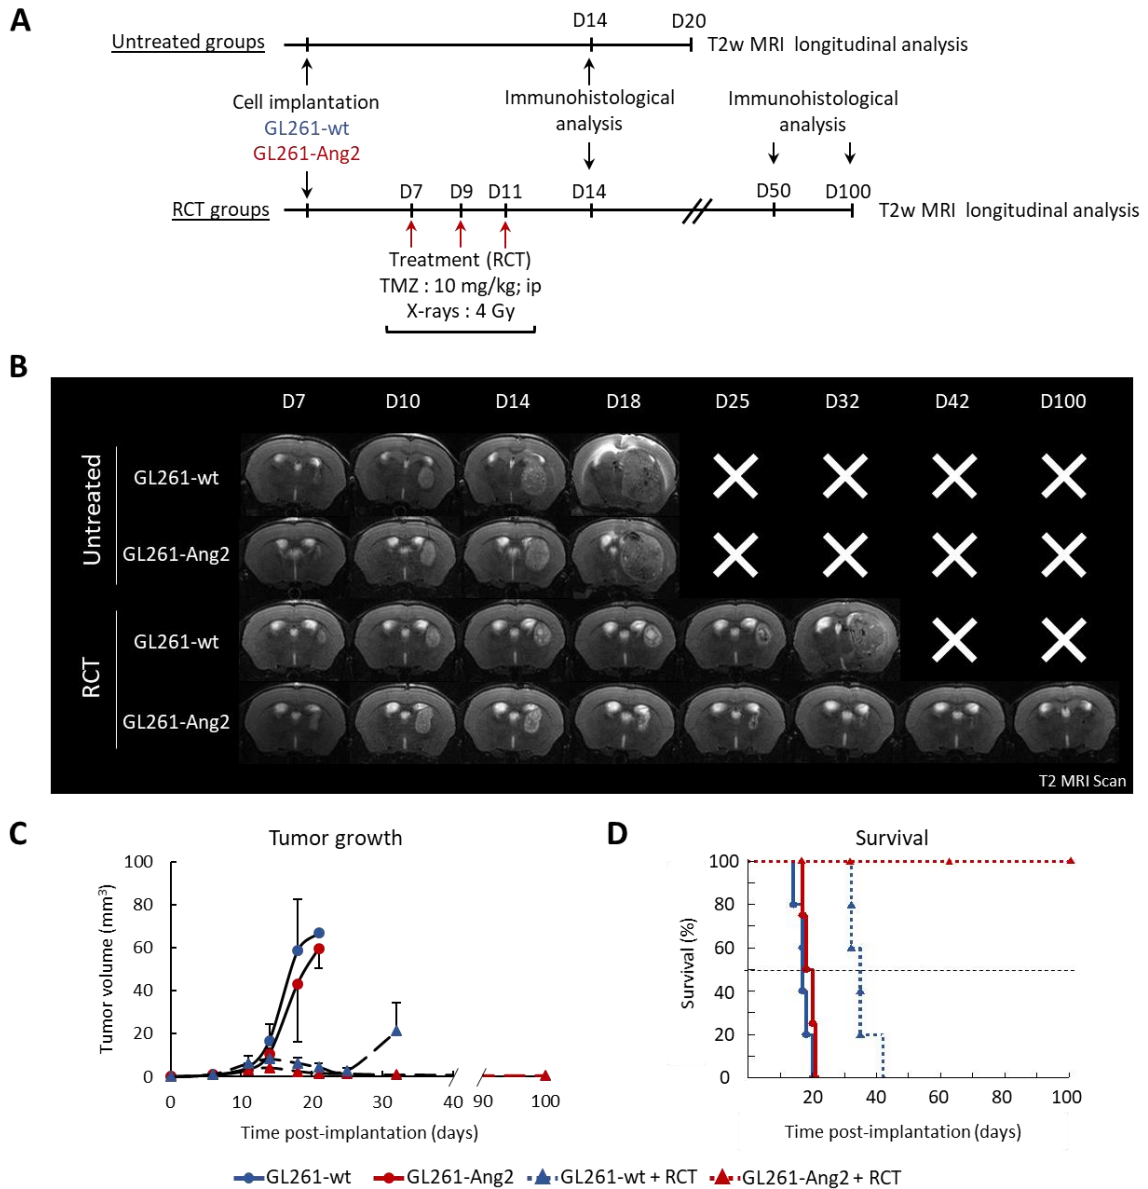 A
D14
D20
Untreated groups
T2w MRI longitudinal analysis
Cell implantation
GL261-wt
GL261-Ang2
Immunohistological
analysis
Immunohistological
analysis
D7
D9
D11
D14
D50
D100
RCT groups
T2w MRI longitudinal analysis
Treatment (RCT)
TMZ : 10 mg/kg; ip
X-rays : 4 Gy
B
D7 D10 D14 D18 D25 D32 D42 D100
Untreated
GL261-wt
GL261-Ang2
RCT
GL261-wt
GL261-Ang2
T2 MRI Scan
C
Tumor growth
Tumor volume (mm³)
100
80
60
40
20
0
0 10 20 30 40 90 100
Time post-implantation (days)
D
Survival
Survival (%)
100
80
60
40
20
0
20 40 60 80 100
Time post-implantation (days)
GL261-wt GL261-Ang2 GL261-wt + RCT GL261-Ang2 + RCT